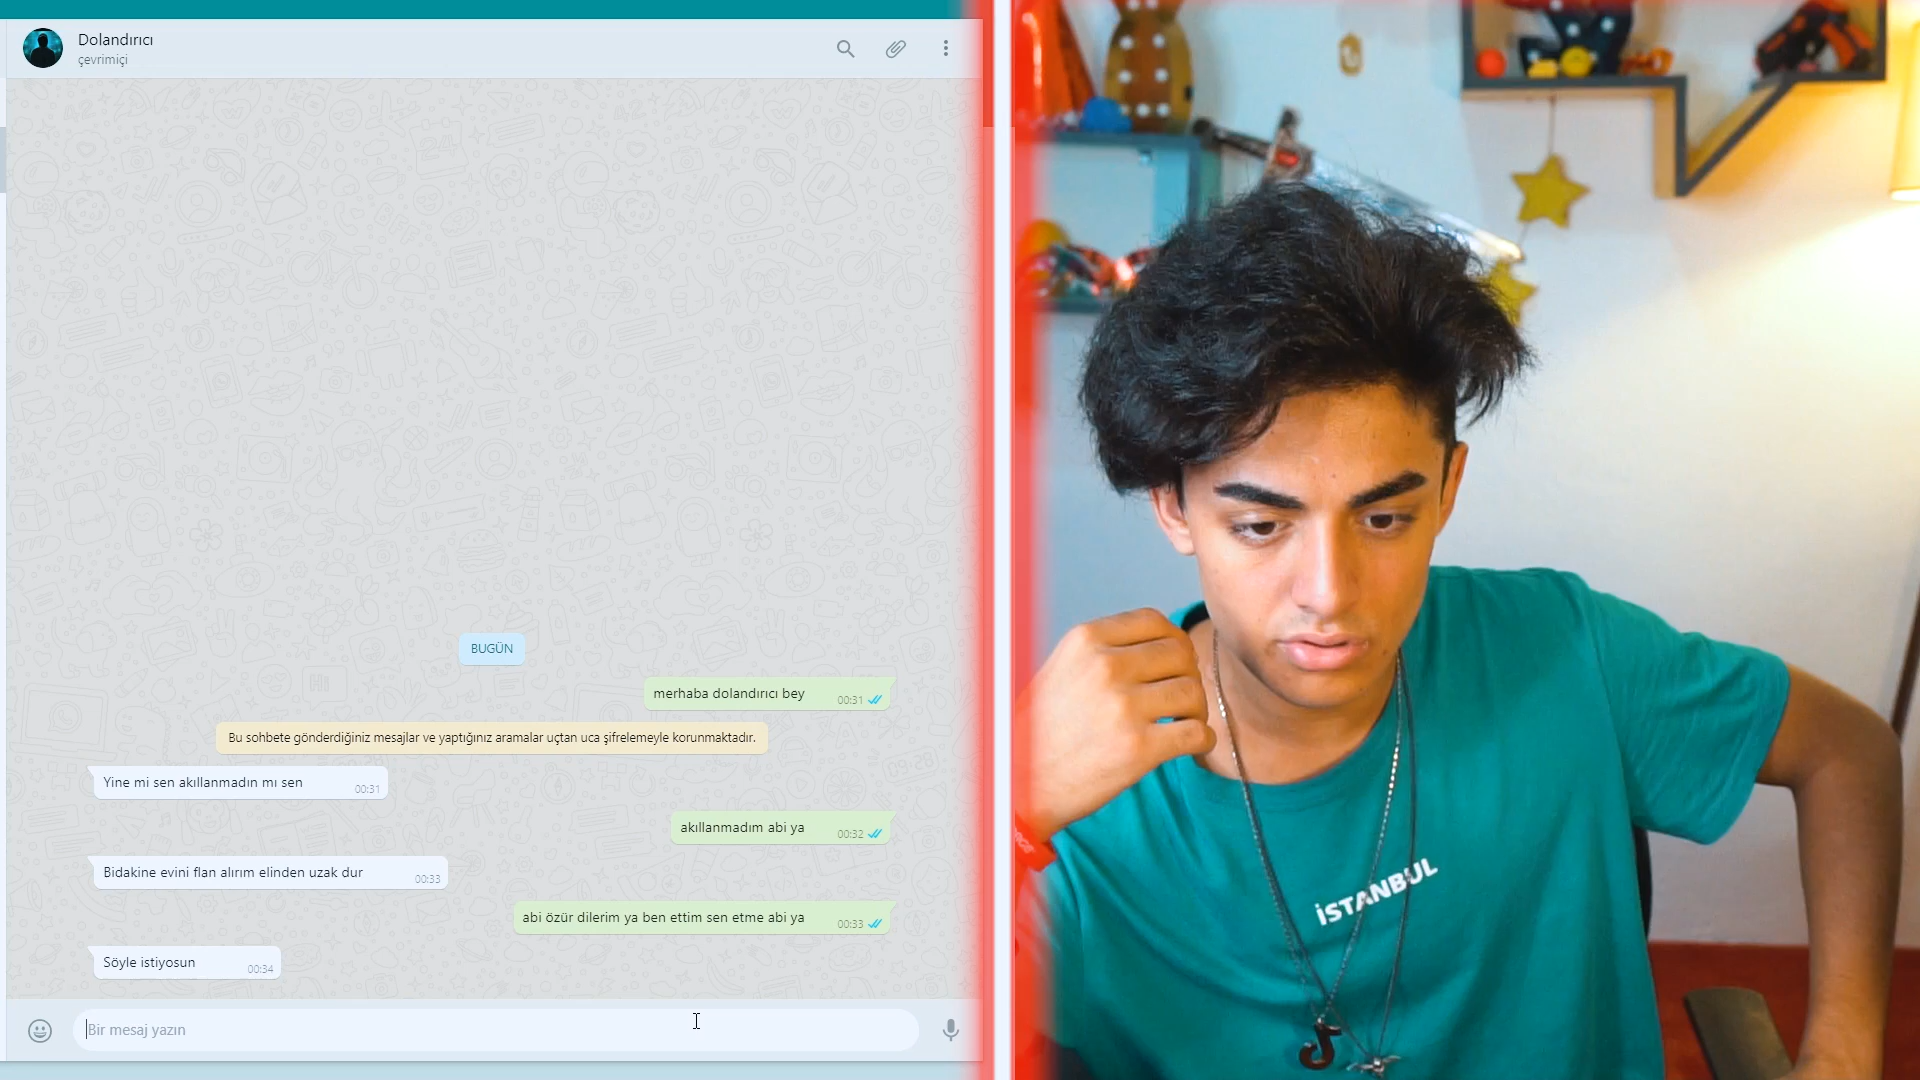 Dolandırıcı
çevrimiçi
BUGÜN
merhaba dolandırıcı bey
00:31
Bu sohbete gönderdiğiniz mesajlar ve yaptığınız aramalar uçtan uca şifrelemeyle korunmaktadır.
Yine mi sen akıllanmadın mı sen
00:31
akıllanmadım abi ya
00:32
Bidakine evini flan alırım elinden uzak dur
00:33
abi özür dilerim ya ben ettim sen etme abi ya
00:33
Söyle istiyosun
00:34
Bir mesaj yazın
İSTANBUL